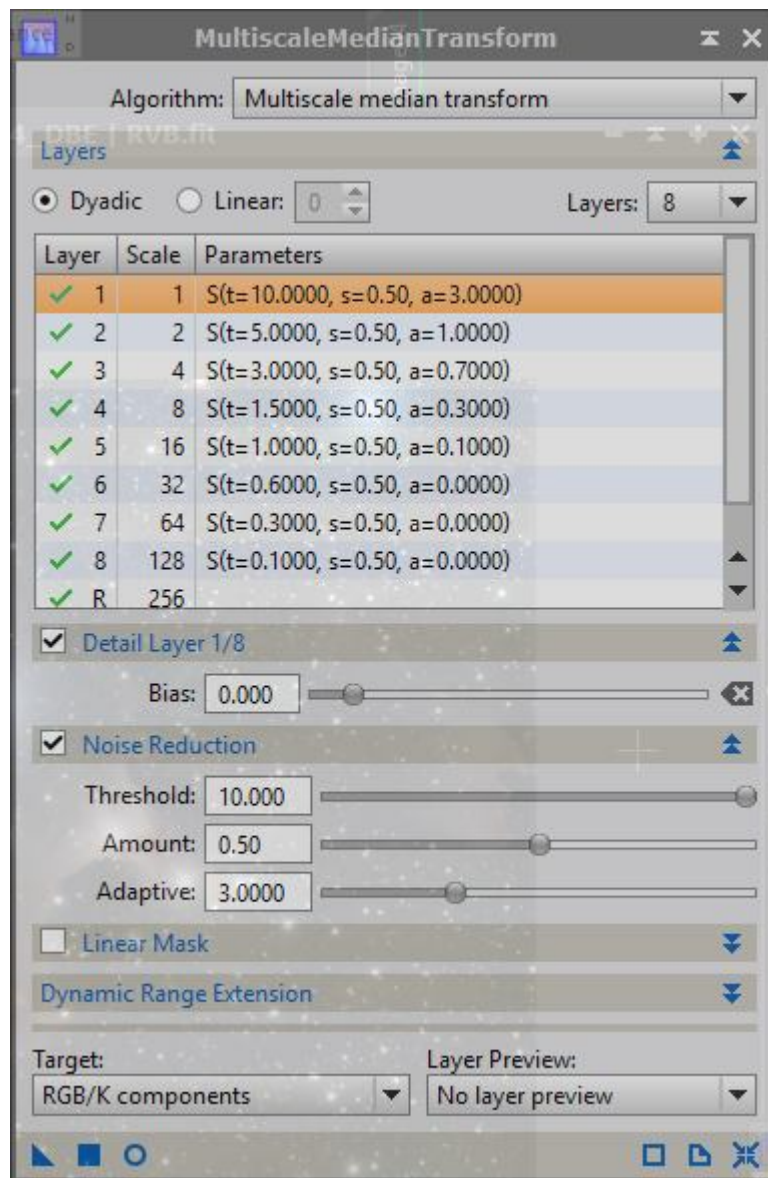 MultiscaleMedianTransform
Algorithm: Multiscale median transform
DBE | RVB.fit
Layers
Dyadic Linear: 0 Layers: 8
Layer Scale Parameters
1 1 S(t=10.0000, s=0.50, a=3.0000)
2 2 S(t=5.0000, s=0.50, a=1.0000)
3 4 S(t=3.0000, s=0.50, a=0.7000)
4 8 S(t=1.5000, s=0.50, a=0.3000)
5 16 S(t=1.0000, s=0.50, a=0.1000)
6 32 S(t=0.6000, s=0.50, a=0.0000)
7 64 S(t=0.3000, s=0.50, a=0.0000)
8 128 S(t=0.1000, s=0.50, a=0.0000)
R 256
Detail Layer 1/8
Bias: 0.000
Noise Reduction
Threshold: 10.000
Amount: 0.50
Adaptive: 3.0000
Linear Mask
Dynamic Range Extension
Target: Layer Preview:
RGB/K components No layer preview